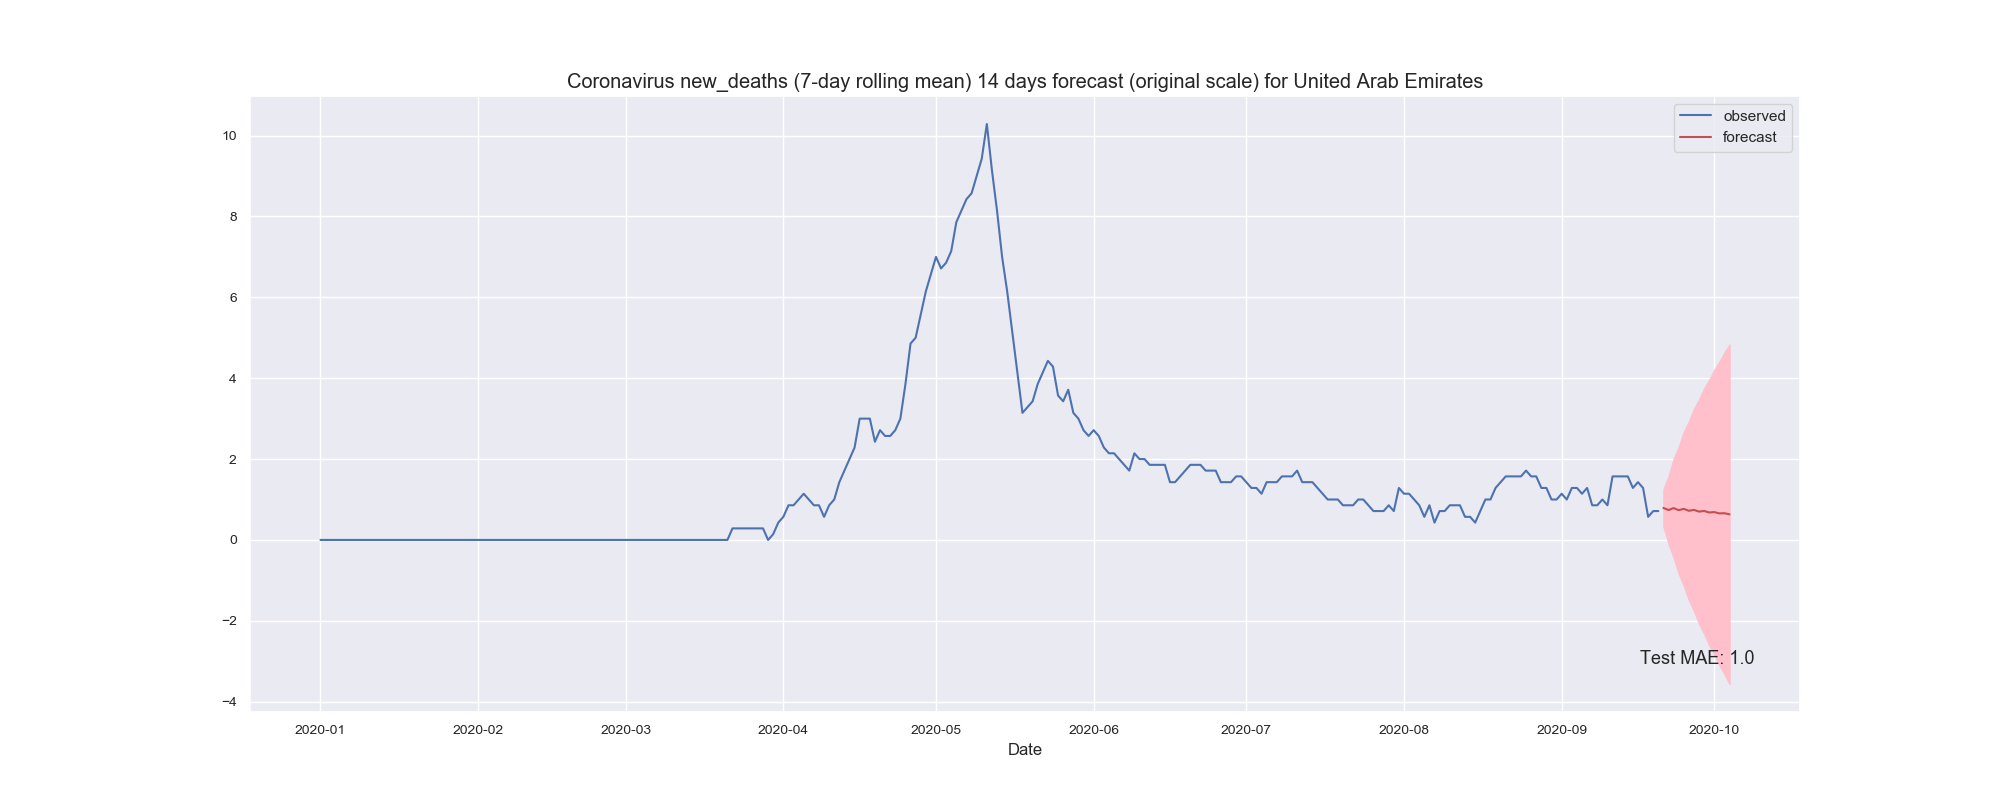 Coronavirus new_deaths (7-day rolling mean) 14 days forecast (original scale) for United Arab Emirates
observed
forecast
10
8
6
4
2
0
−2
−4
Test MAE: 1.0
2020-01 2020-02 2020-03 2020-04 2020-05 2020-06 2020-07 2020-08 2020-09 2020-10
Date